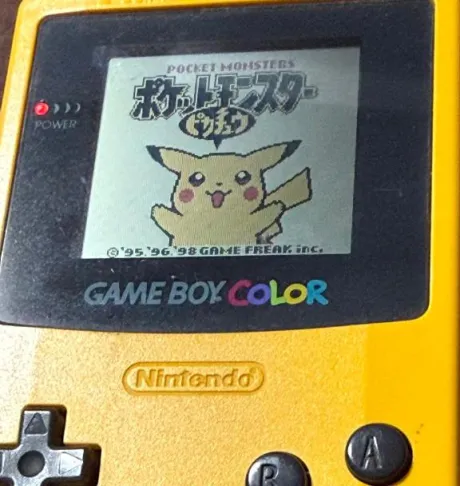 POCKET MONSTERS
ポケットモンスター
ピカチュウ
POWER
©'95.'96.'98 GAME FREAK inc.
GAME BOY COLOR
Nintendo
A
B